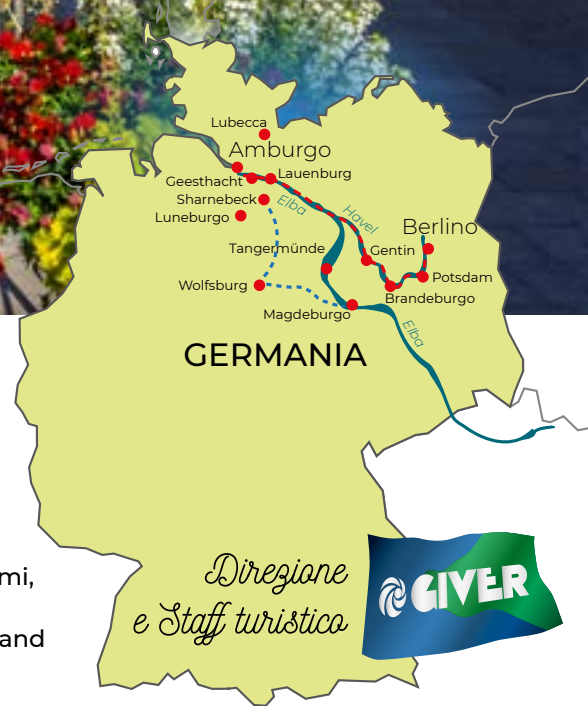 Lubecca
Amburgo
Geesthacht
Lauenburg
Sharnebeck
Elba
Havel
Luneburgo
Berlino
Tangermünde
Gentin
Potsdam
Wolfsburg
Brandeburgo
Magdeburgo
Elba
GERMANIA
Direzione
e Staff turistico
GIVER
mi,
and